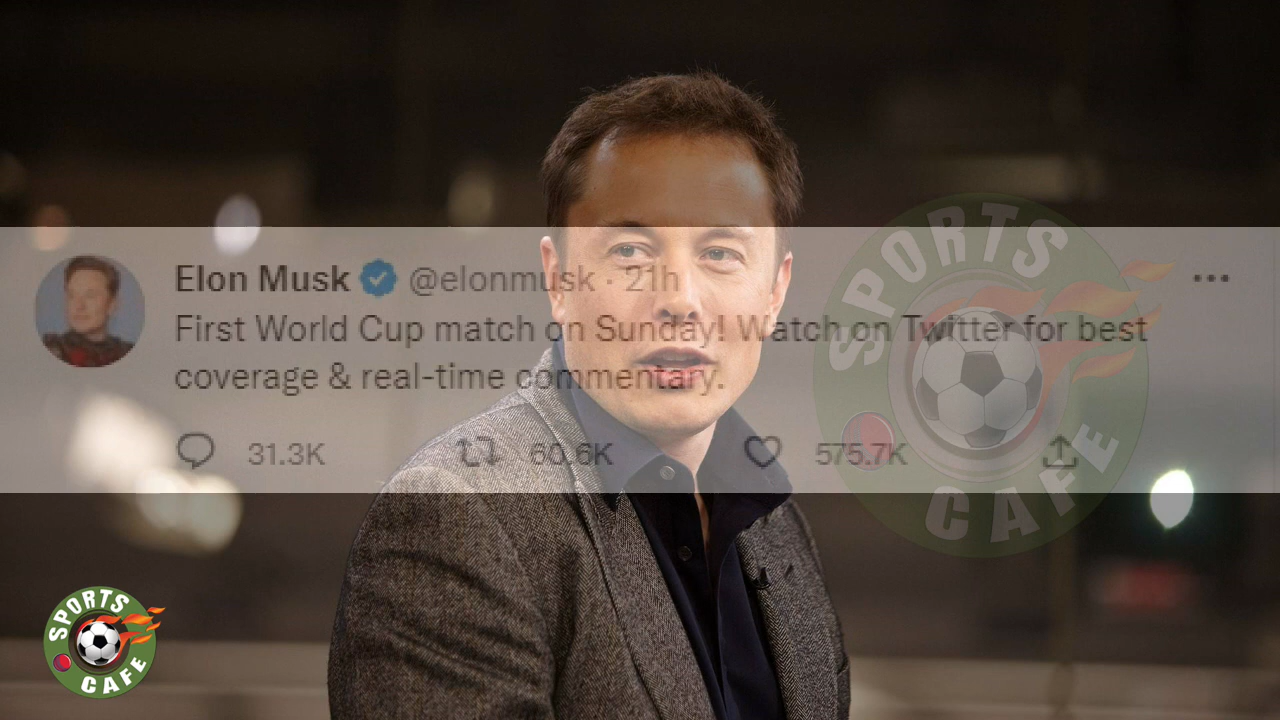 SPORTS
CAFE
Elon Musk @elonmusk · 21h
First World Cup match on Sunday! Watch on Twitter for best
coverage & real-time commentary.
31.3K 60.6K 575.7K
SPORTS
CAFE